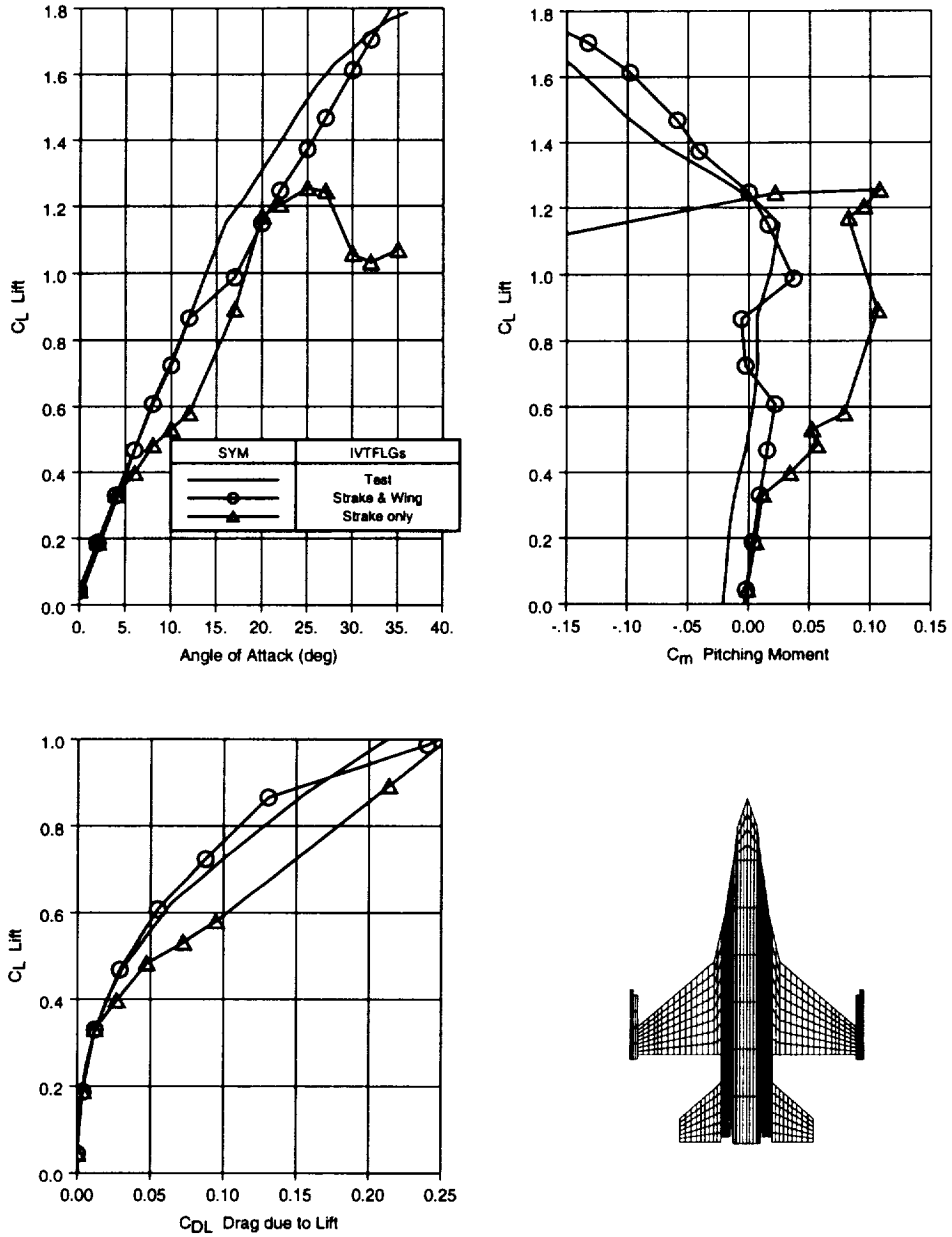 1.8
1.6
1.4
1.2
1.0
0.8
0.6
0.4
0.2
0.0
CL Lift
0. 5. 10. 15. 20. 25. 30. 35. 40.
Angle of Attack (deg)
SYM IVTFLGs
Test
Strake & Wing
Strake only
1.8
1.6
1.4
1.2
1.0
0.8
0.6
0.4
0.2
0.0
CL Lift
-.15 -.10 -.05 0.00 0.05 0.10 0.15
Cm Pitching Moment
1.0
0.8
0.6
0.4
0.2
0.0
CL Lift
0.00 0.05 0.10 0.15 0.20 0.25
CDL Drag due to Lift